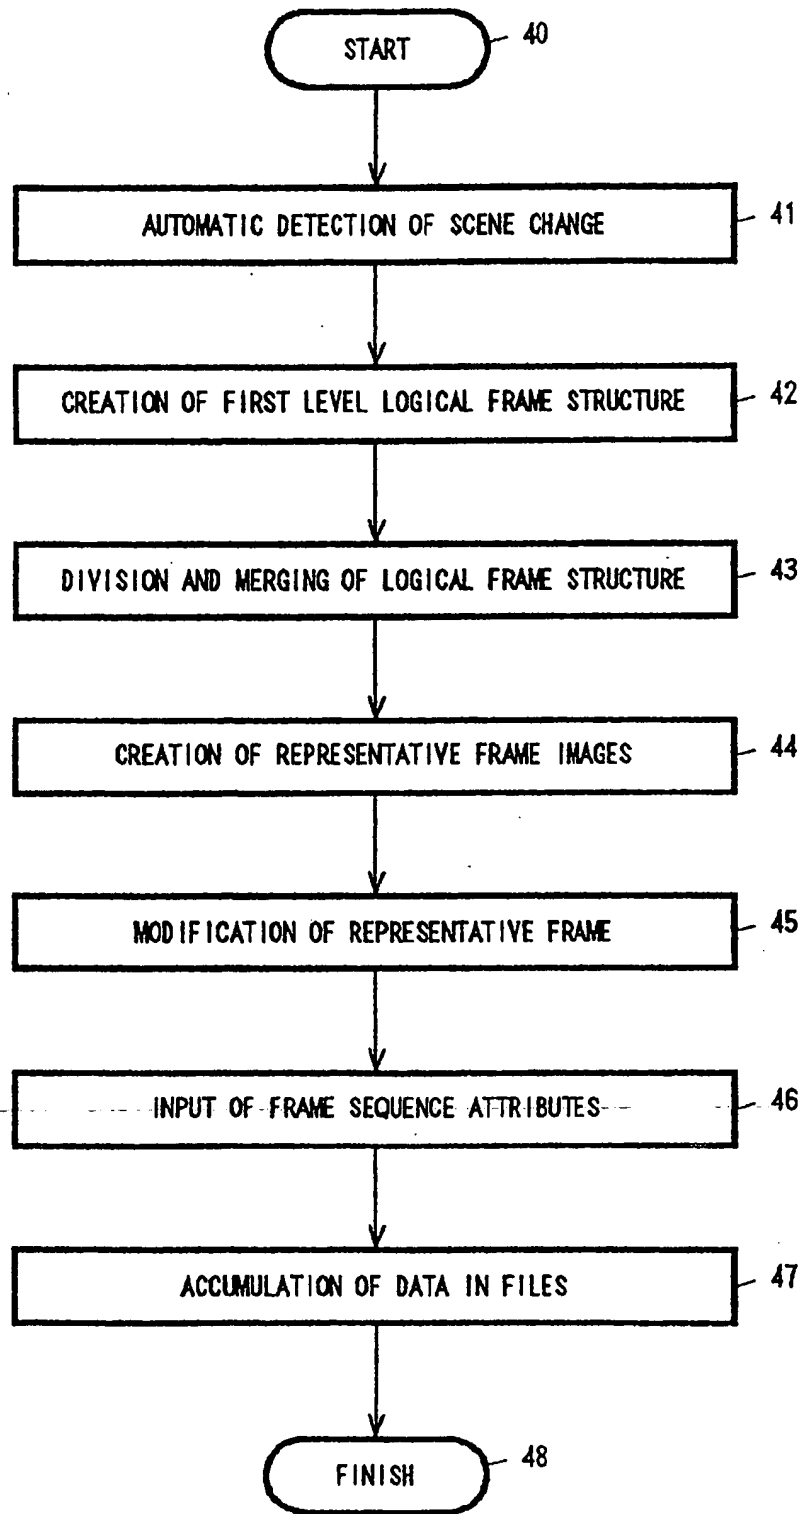 START 40
AUTOMATIC DETECTION OF SCENE CHANGE 41
CREATION OF FIRST LEVEL LOGICAL FRAME STRUCTURE 42
DIVISION AND MERGING OF LOGICAL FRAME STRUCTURE 43
CREATION OF REPRESENTATIVE FRAME IMAGES 44
MODIFICATION OF REPRESENTATIVE FRAME 45
INPUT OF FRAME SEQUENCE ATTRIBUTES 46
ACCUMULATION OF DATA IN FILES 47
FINISH 48